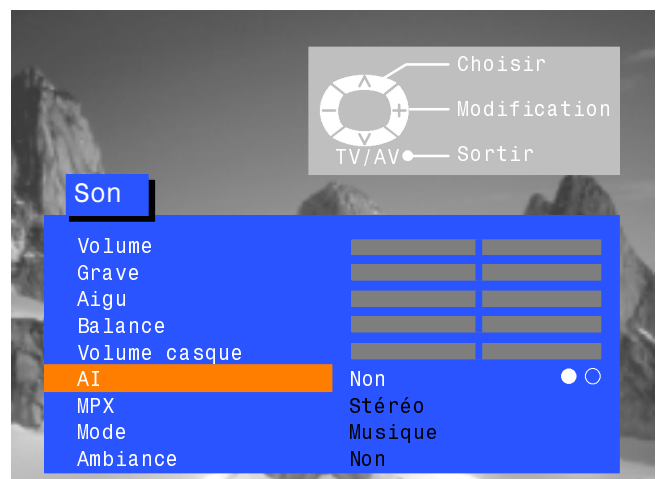 Choisir
Modification
TV/AV Sortir
Son
Volume
Grave
Aigu
Balance
Volume casque
AI Non
MPX Stéréo
Mode Musique
Ambiance Non